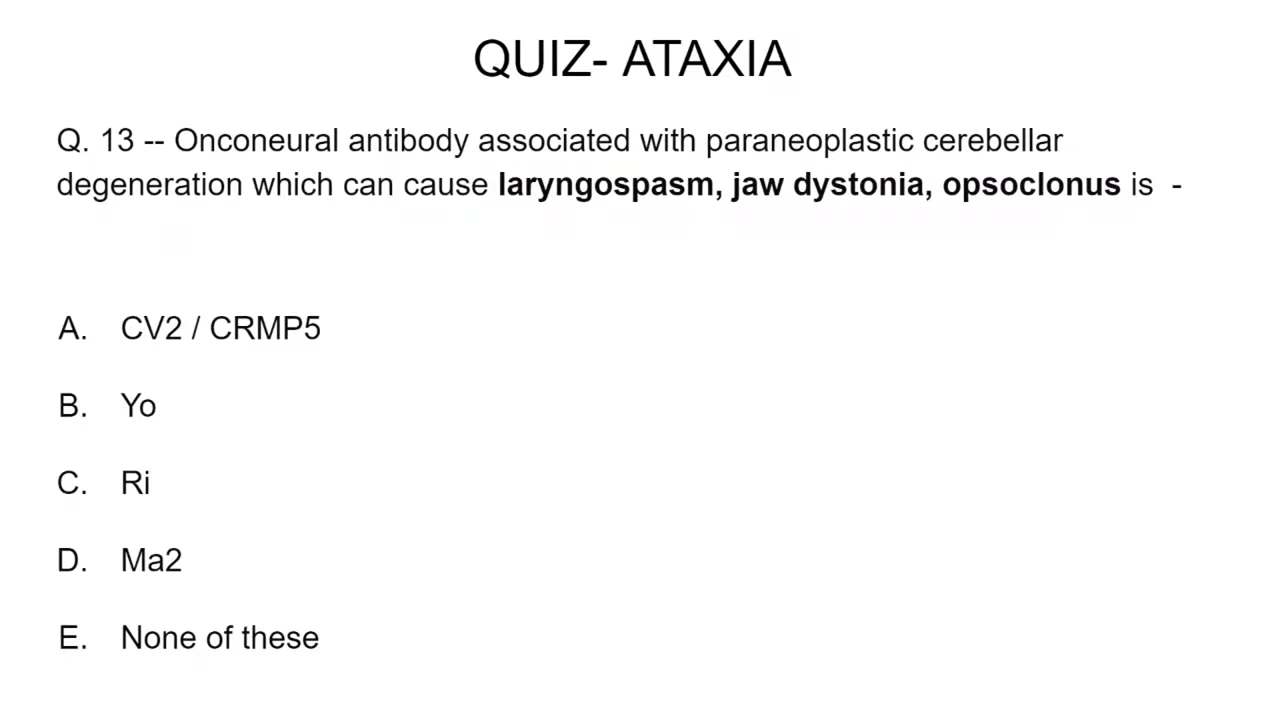 QUIZ- ATAXIA
Q. 13 -- Onconeural antibody associated with paraneoplastic cerebellar
degeneration which can cause laryngospasm, jaw dystonia, opsoclonus is -
A. CV2 / CRMP5
B. Yo
C. Ri
D. Ma2
E. None of these